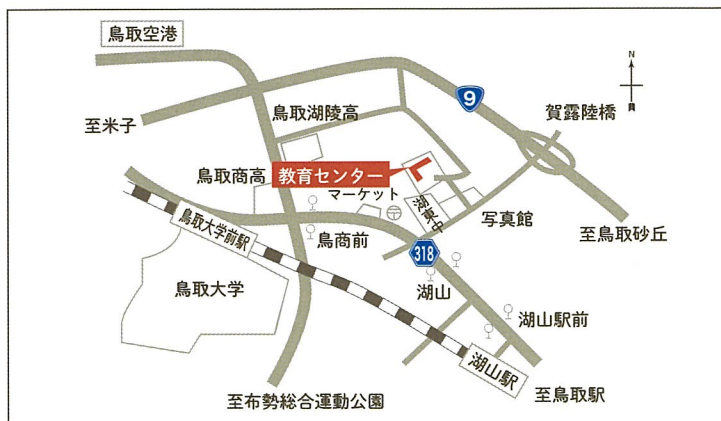 鳥取空港
N
9
賀露陸橋
至米子
鳥取湖陵高
鳥取商高
教育センター
マーケット
湖東中
写真館
至鳥取砂丘
鳥取大学前駅
鳥商前
318
鳥取大学
湖山
湖山駅前
湖山駅
至鳥取駅
至布勢総合運動公園